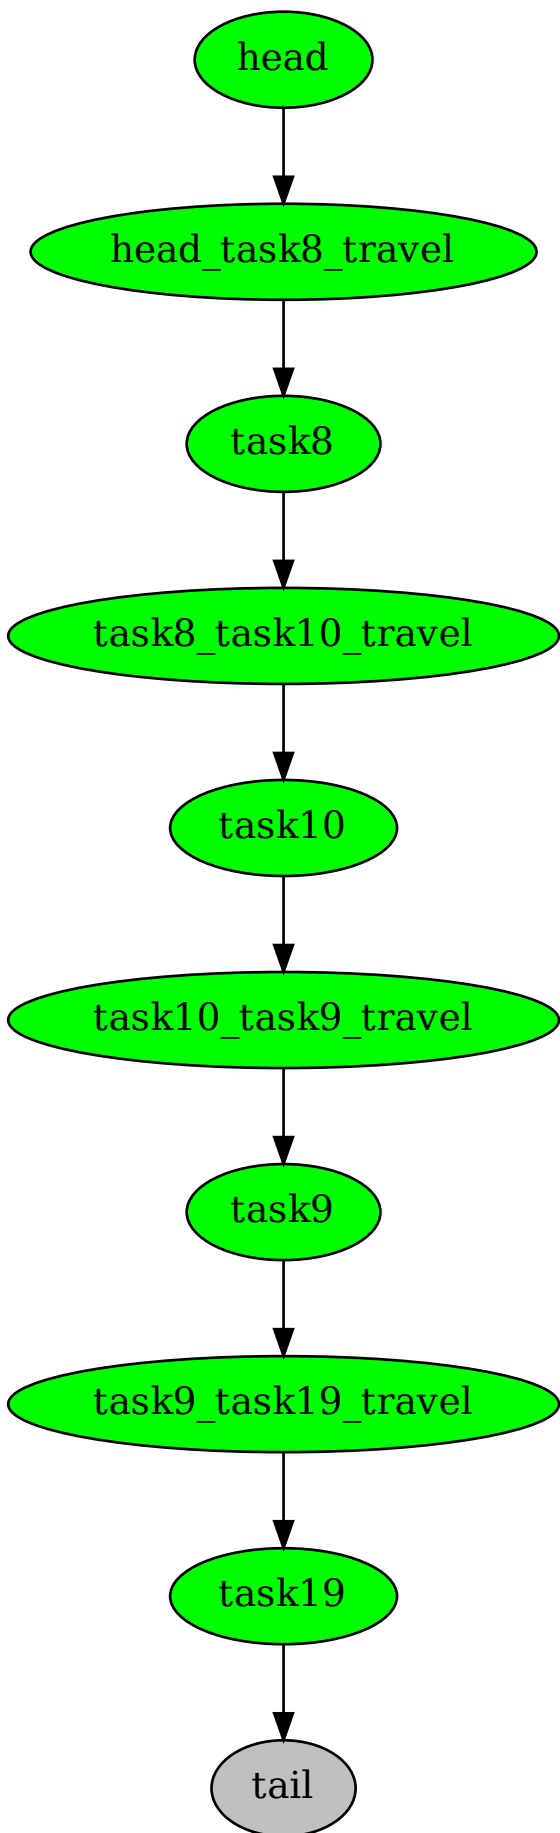 head
head_task8_travel
task8
task8_task10_travel
task10
task10_task9_travel
task9
task9_task19_travel
task19
tail